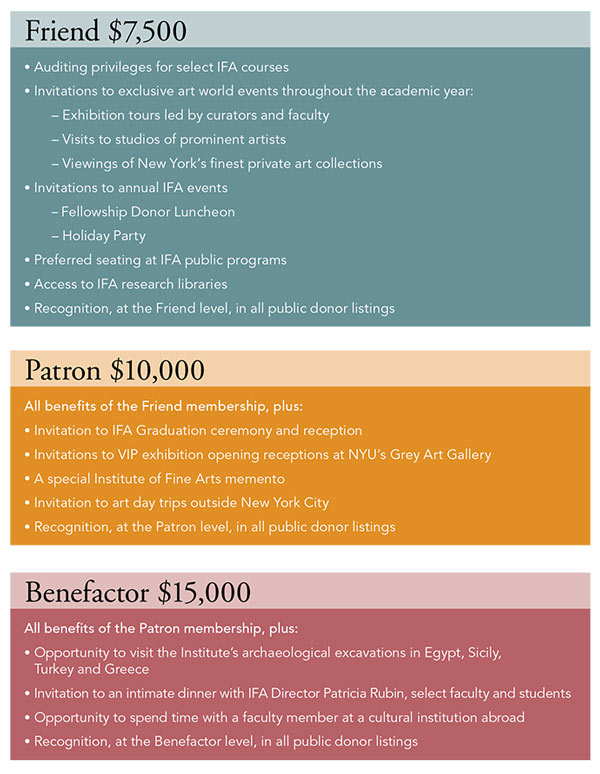 Friend $7,500
• Auditing privileges for select IFA courses
• Invitations to exclusive art world events throughout the academic year:
– Exhibition tours led by curators and faculty
– Visits to studios of prominent artists
– Viewings of New York’s finest private art collections
• Invitations to annual IFA events
– Fellowship Donor Luncheon
– Holiday Party
• Preferred seating at IFA public programs
• Access to IFA research libraries
• Recognition, at the Friend level, in all public donor listings
Patron $10,000
All benefits of the Friend membership, plus:
• Invitation to IFA Graduation ceremony and reception
• Invitations to VIP exhibition opening receptions at NYU’s Grey Art Gallery
• A special Institute of Fine Arts memento
• Invitation to art day trips outside New York City
• Recognition, at the Patron level, in all public donor listings
Benefactor $15,000
All benefits of the Patron membership, plus:
• Opportunity to visit the Institute’s archaeological excavations in Egypt, Sicily,
Turkey and Greece
• Invitation to an intimate dinner with IFA Director Patricia Rubin, select faculty and students
• Opportunity to spend time with a faculty member at a cultural institution abroad
• Recognition, at the Benefactor level, in all public donor listings